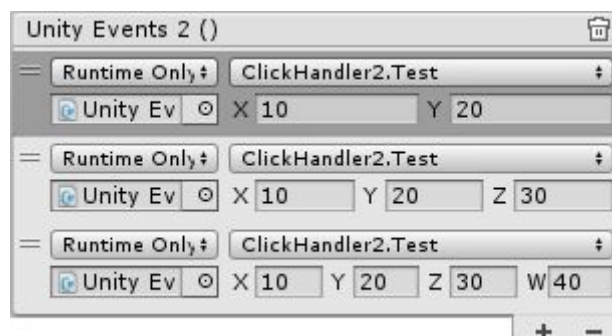 Unity Events 2 ()
Runtime Only ClickHandler2.Test
Unity Ev X 10 Y 20
Runtime Only ClickHandler2.Test
Unity Ev X 10 Y 20 Z 30
Runtime Only ClickHandler2.Test
Unity Ev X 10 Y 20 Z 30 W 40
+ −